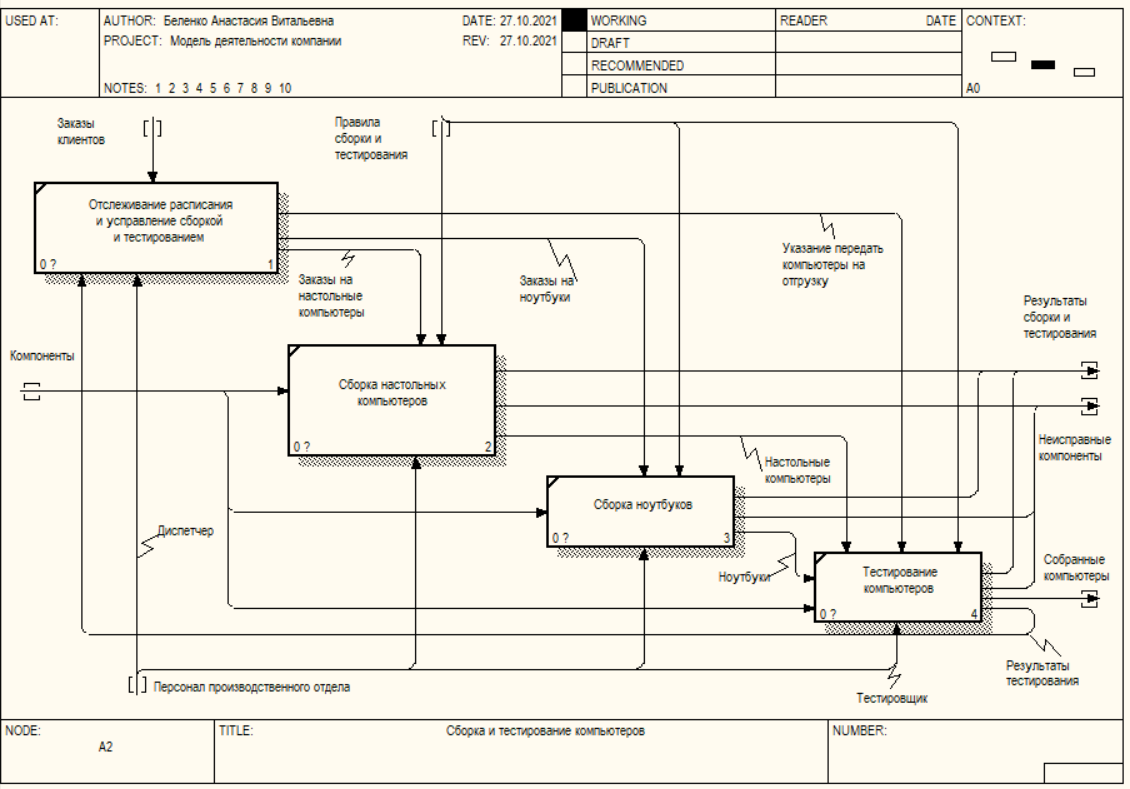 USED AT:
AUTHOR: Беленко Анастасия Витальевна
DATE: 27.10.2021
PROJECT: Модель деятельности компании
REV: 27.10.2021
NOTES: 1 2 3 4 5 6 7 8 9 10
WORKING
DRAFT
RECOMMENDED
PUBLICATION
READER
DATE
CONTEXT:
A0
Заказы
клиентов
Правила
сборки и
тестирования
Отслеживание расписания
и усправление сборкой
и тестированием
0 ?
1
Указание передать
компьютеры на
отгрузку
Заказы на
настольные
компьютеры
Заказы на
ноутбуки
Результаты
сборки и
тестирования
Компоненты
Сборка настольных
компьютеров
0 ?
2
Неисправные
компоненты
Настольные
компьютеры
Сборка ноутбуков
0 ?
3
Диспетчер
Ноутбуки
Тестирование
компьютеров
0 ?
4
Собранные
компьютеры
Результаты
тестирования
Персонал производственного отдела
Тестировщик
NODE:
A2
TITLE:
Сборка и тестирование компьютеров
NUMBER: